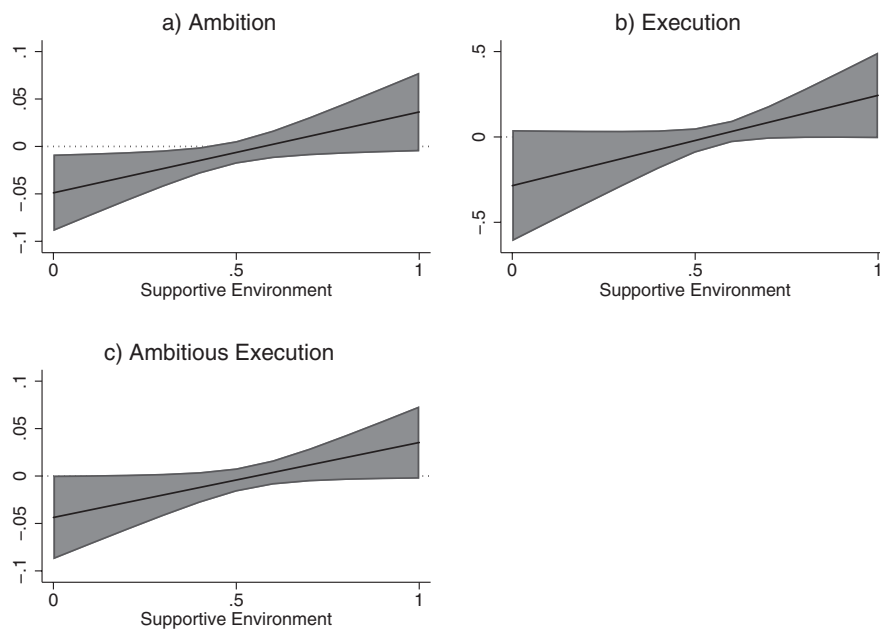 a) Ambition
.1
.05
0
-.05
-.1
0 .5 1
Supportive Environment
b) Execution
.5
0
-.5
0 .5 1
Supportive Environment
c) Ambitious Execution
.1
.05
0
-.05
-.1
0 .5 1
Supportive Environment